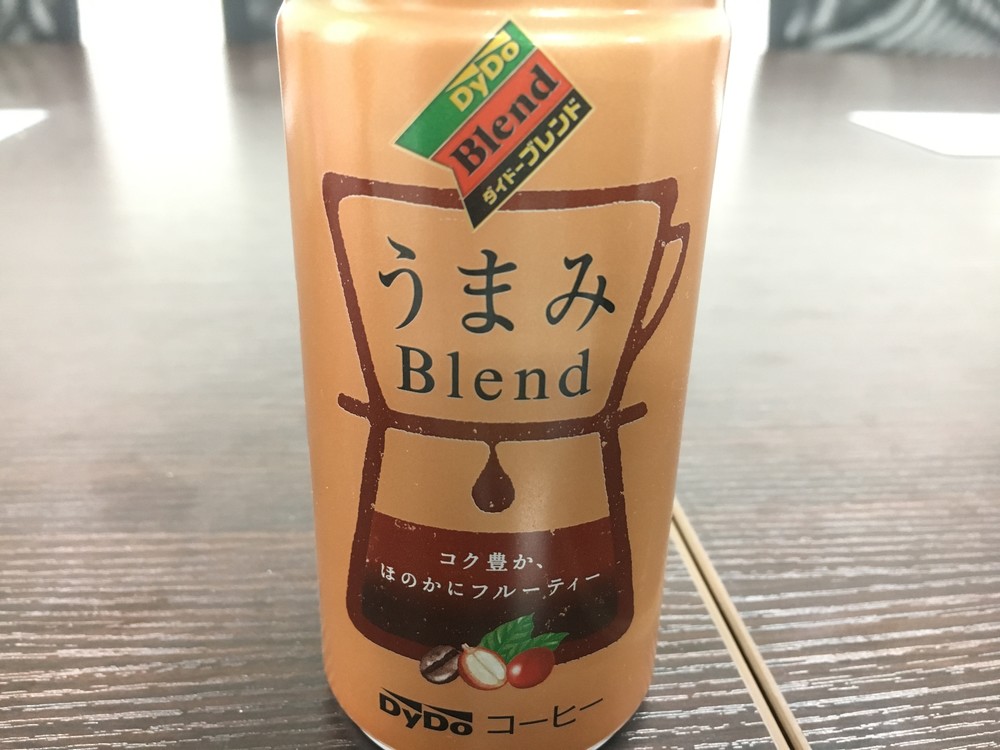 DyDo
Blend
ダイドーブレンド
うまみ
Blend
コク豊か、
ほのかにフルーティー
DyDo コーヒー